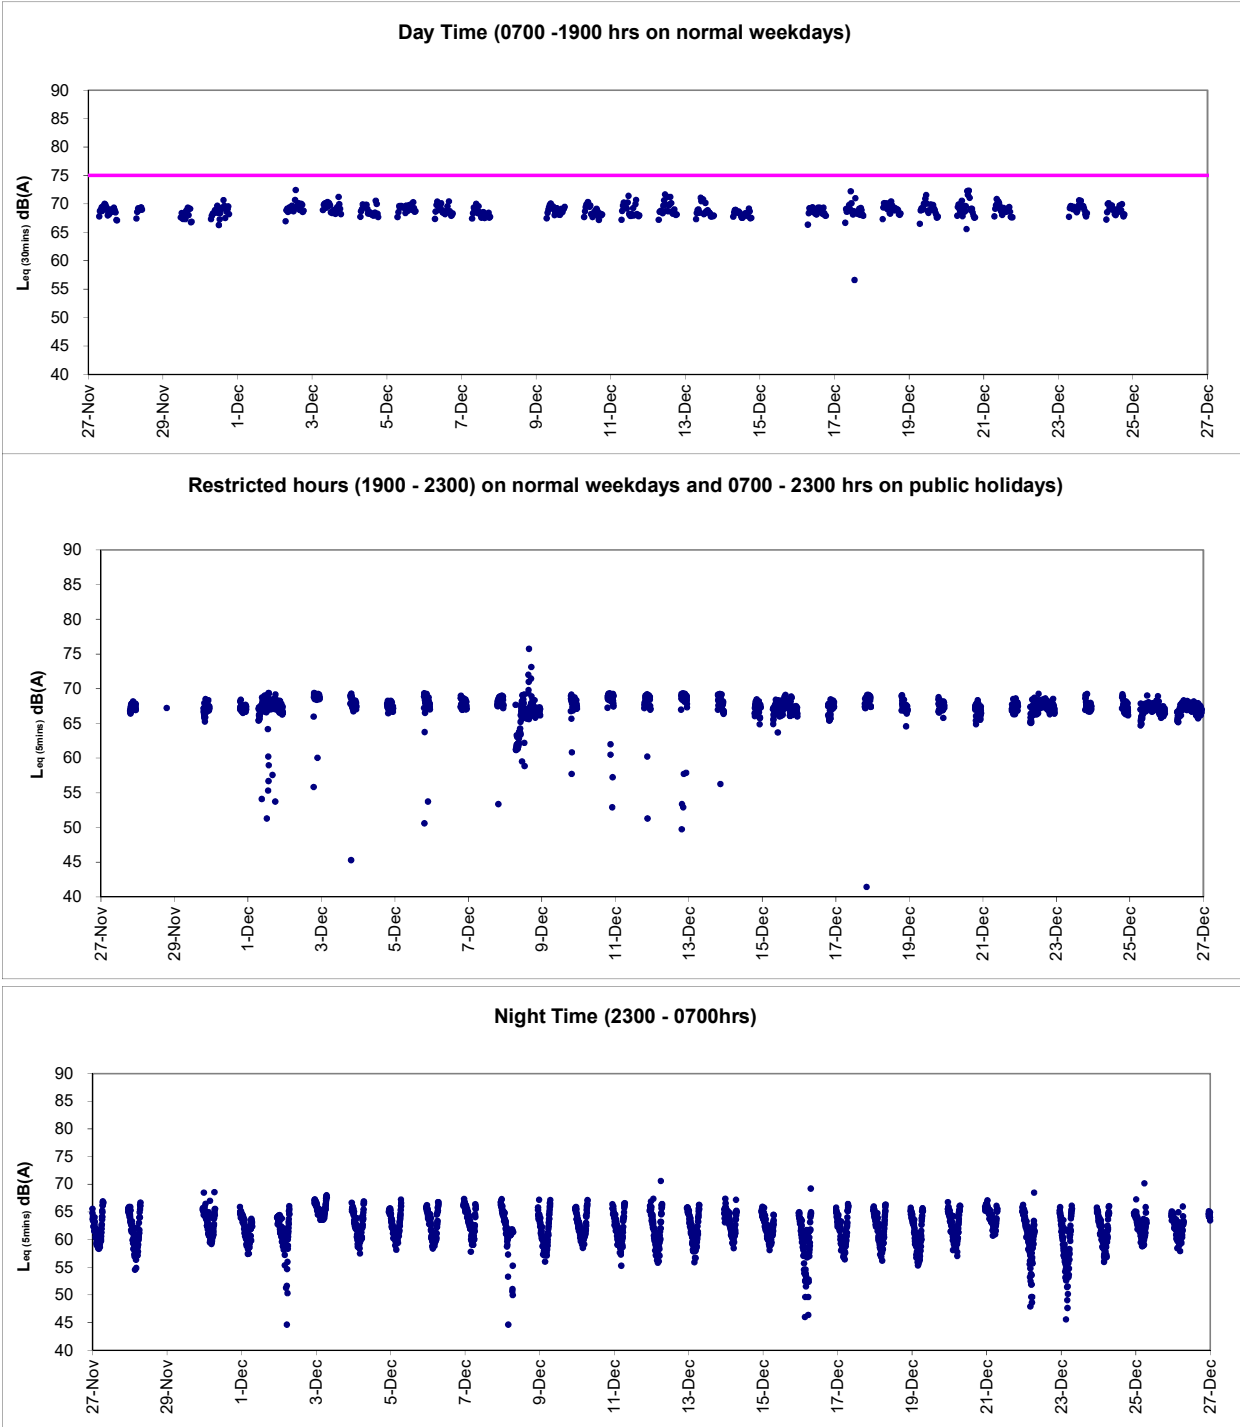 Day Time (0700 -1900 hrs on normal weekdays)
90
85
80
75
70
65
60
55
50
45
40
Leq (30mins) dB(A)
27-Nov
29-Nov
1-Dec
3-Dec
5-Dec
7-Dec
9-Dec
11-Dec
13-Dec
15-Dec
17-Dec
19-Dec
21-Dec
23-Dec
25-Dec
27-Dec
Restricted hours (1900 - 2300) on normal weekdays and 0700 - 2300 hrs on public holidays)
90
85
80
75
70
65
60
55
50
45
40
Leq (5mins) dB(A)
27-Nov
29-Nov
1-Dec
3-Dec
5-Dec
7-Dec
9-Dec
11-Dec
13-Dec
15-Dec
17-Dec
19-Dec
21-Dec
23-Dec
25-Dec
27-Dec
Night Time (2300 - 0700hrs)
90
85
80
75
70
65
60
55
50
45
40
Leq (5mins) dB(A)
27-Nov
29-Nov
1-Dec
3-Dec
5-Dec
7-Dec
9-Dec
11-Dec
13-Dec
15-Dec
17-Dec
19-Dec
21-Dec
23-Dec
25-Dec
27-Dec